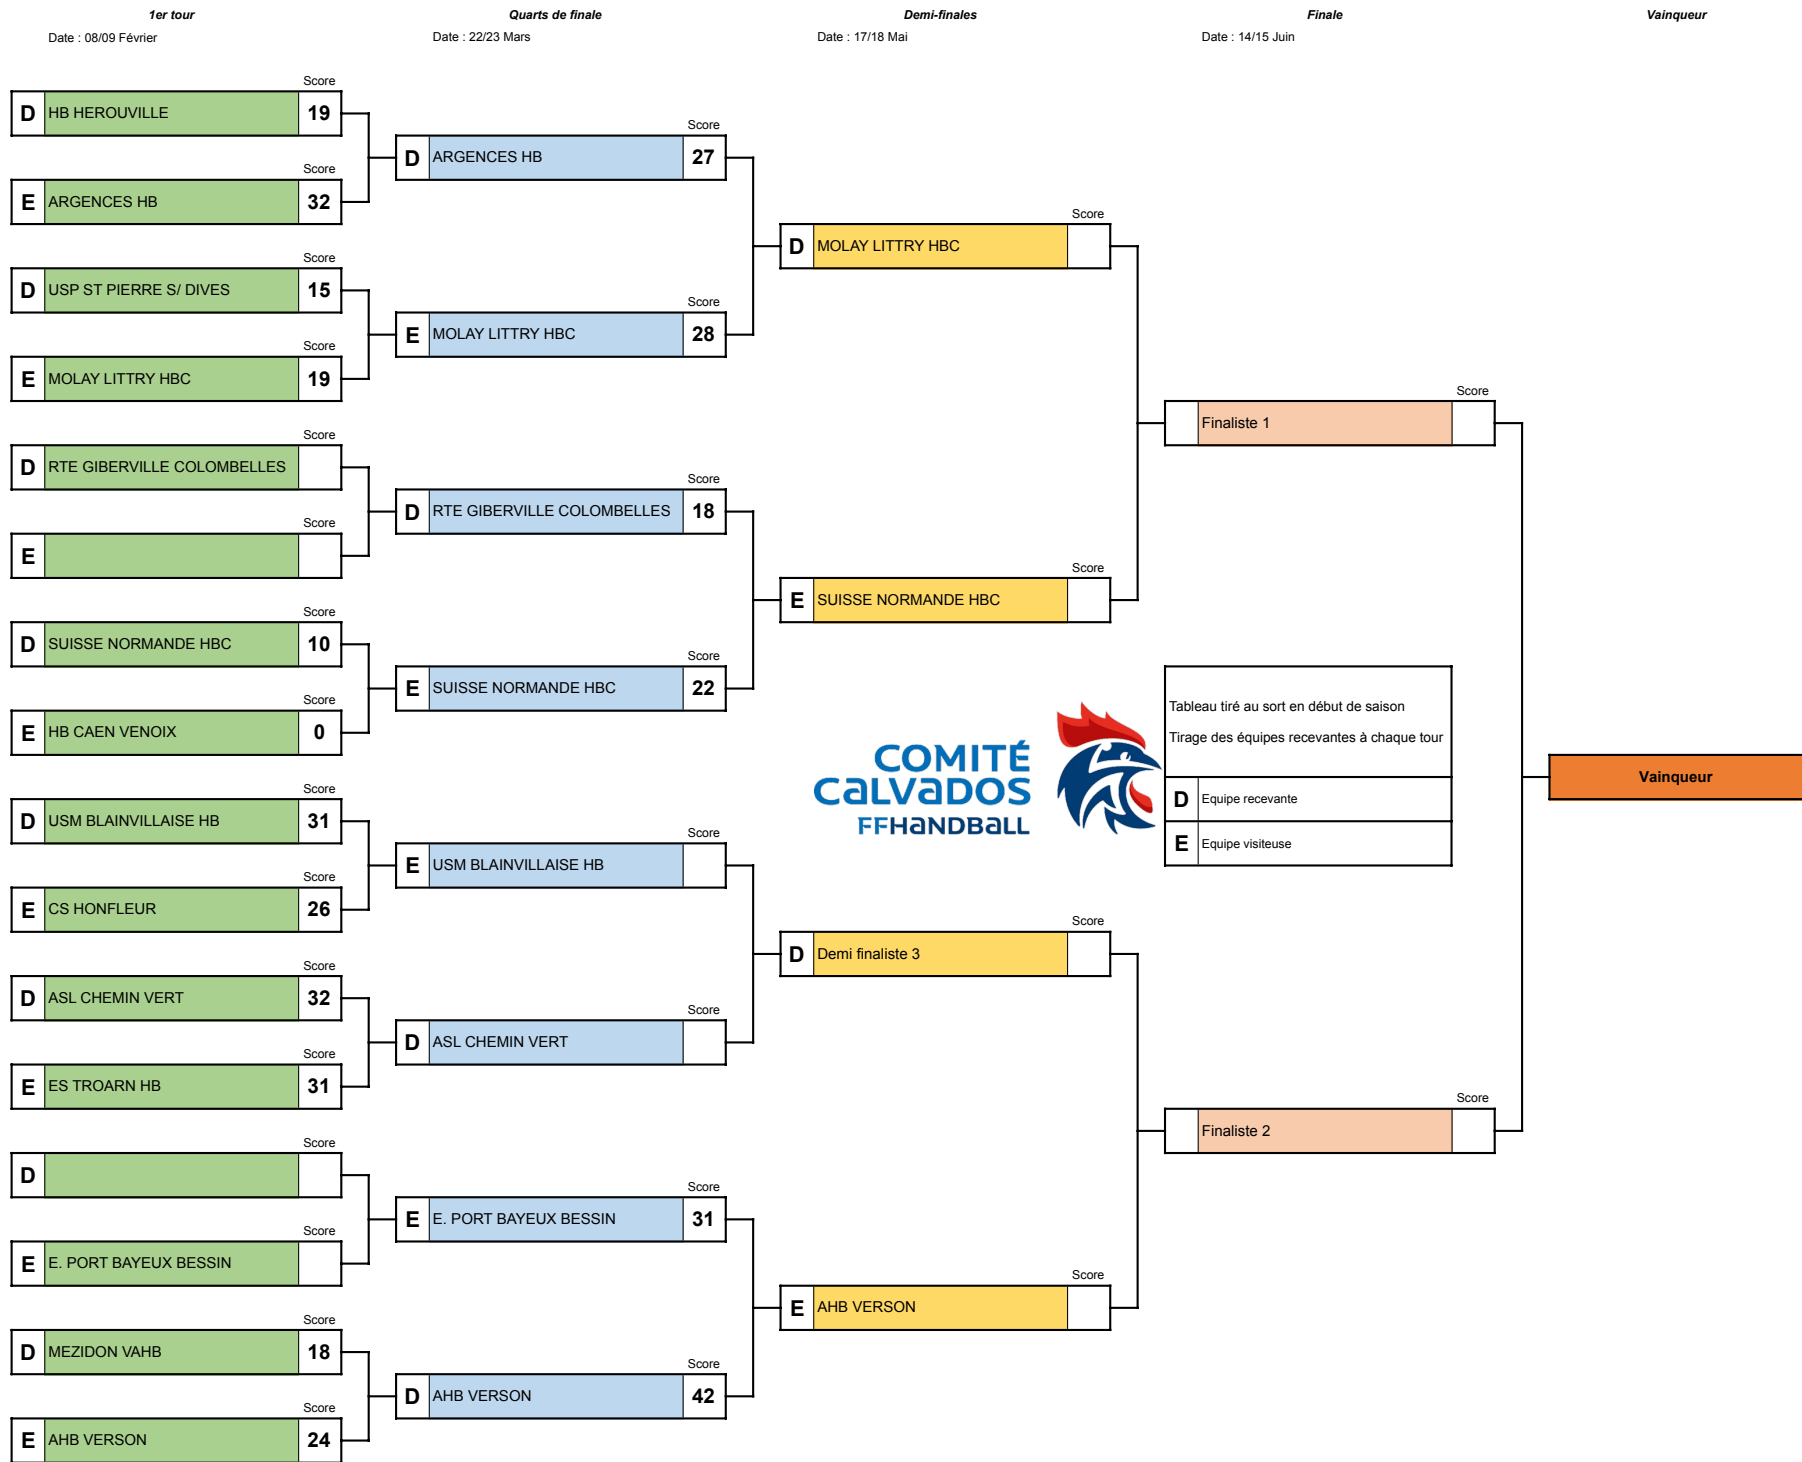 1er tour
Date : 08/09 Février
Quarts de finale
Date : 22/23 Mars
Demi-finales
Date : 17/18 Mai
Finale
Date : 14/15 Juin
Vainqueur
Score
D HB HEROUVILLE 19
Score
E ARGENCES HB 32
Score
D USP ST PIERRE S/ DIVES 15
Score
E MOLAY LITTRY HBC 19
Score
D RTE GIBERVILLE COLOMBELLES
Score
E
Score
D SUISSE NORMANDE HBC 10
Score
E HB CAEN VENOIX 0
Score
D USM BLAINVILLAISE HB 31
Score
E CS HONFLEUR 26
Score
D ASL CHEMIN VERT 32
Score
E ES TROARN HB 31
Score
D
Score
E E. PORT BAYEUX BESSIN
Score
D MEZIDON VAHB 18
Score
E AHB VERSON 24
Score
D ARGENCES HB 27
Score
E MOLAY LITTRY HBC 28
Score
D RTE GIBERVILLE COLOMBELLES 18
Score
E SUISSE NORMANDE HBC 22
E USM BLAINVILLAISE HB
Score
D ASL CHEMIN VERT
Score
E E. PORT BAYEUX BESSIN 31
Score
D AHB VERSON 42
Score
D MOLAY LITTRY HBC
Score
E SUISSE NORMANDE HBC
Score
D Demi finaliste 3
Score
E AHB VERSON
COMITÉ
CALVADOS
FFHANDBALL
Score
Finaliste 1
Tableau tiré au sort en début de saison
Tirage des équipes recevantes à chaque tour
D Equipe recevante
E Equipe visiteuse
Score
Finaliste 2
Vainqueur